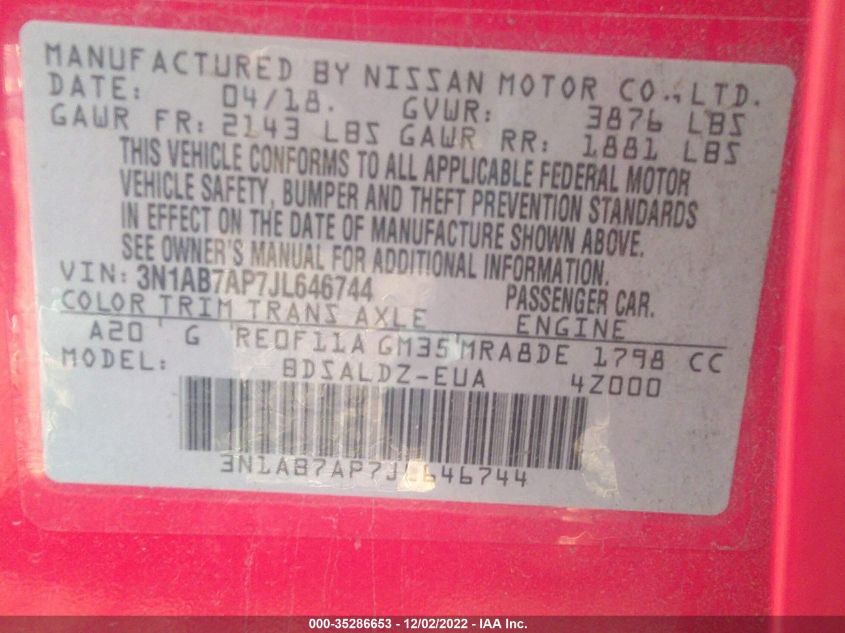 MANUFACTURED BY NISSAN MOTOR CO.,LTD.
DATE: 04/18. GVWR: 3876 LBS
GAWR FR: 2143 LBS GAWR RR: 1881 LBS
THIS VEHICLE CONFORMS TO ALL APPLICABLE FEDERAL MOTOR
VEHICLE SAFETY, BUMPER AND THEFT PREVENTION STANDARDS
IN EFFECT ON THE DATE OF MANUFACTURE SHOWN ABOVE.
SEE OWNER'S MANUAL FOR ADDITIONAL INFORMATION.
VIN: 3N1AB7AP7JL646744 PASSENGER CAR.
COLOR TRIM TRANS AXLE ENGINE
A20 G RE0F11A GM35 MRA8DE 1798 CC
MODEL: BDSALDZ-EUA 4Z000
3N1AB7AP7JL646744
000-35286653 - 12/02/2022 - IAA Inc.